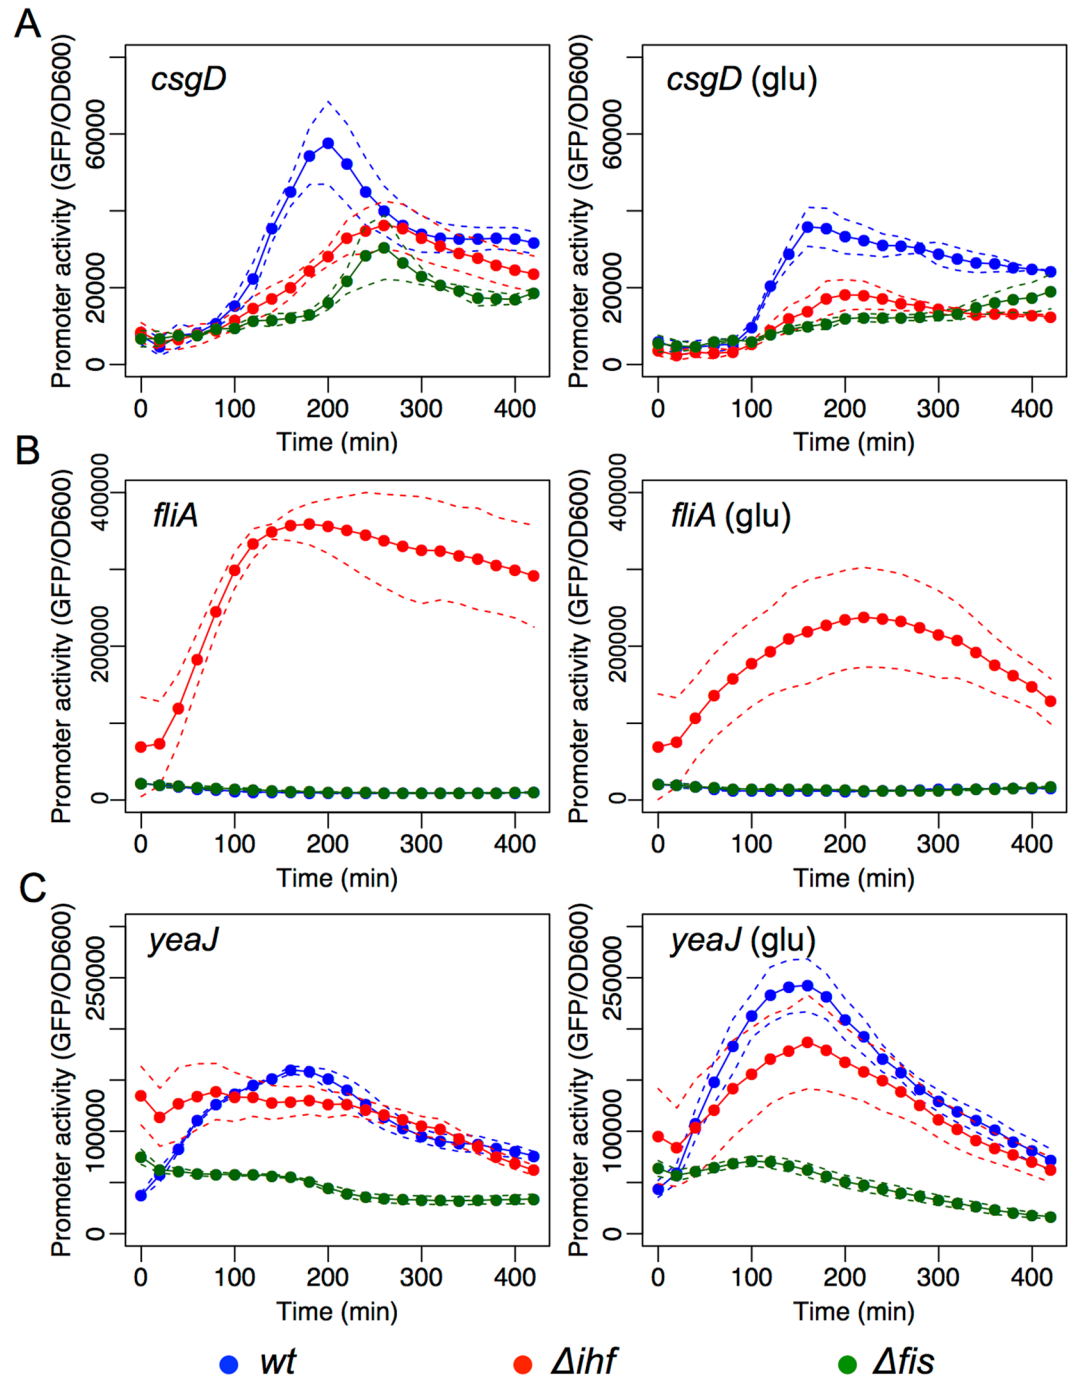 A
csgD
Promoter activity (GFP/OD600)
0
20000
60000
0 100 200 300 400
Time (min)
csgD (glu)
Promoter activity (GFP/OD600)
0
20000
60000
0 100 200 300 400
Time (min)
B
fliA
Promoter activity (GFP/OD600)
0
200000
400000
0 100 200 300 400
Time (min)
fliA (glu)
Promoter activity (GFP/OD600)
0
200000
400000
0 100 200 300 400
Time (min)
C
yeaJ
Promoter activity (GFP/OD600)
0
100000
250000
0 100 200 300 400
Time (min)
yeaJ (glu)
Promoter activity (GFP/OD600)
0
100000
250000
0 100 200 300 400
Time (min)
wt Δihf Δfis